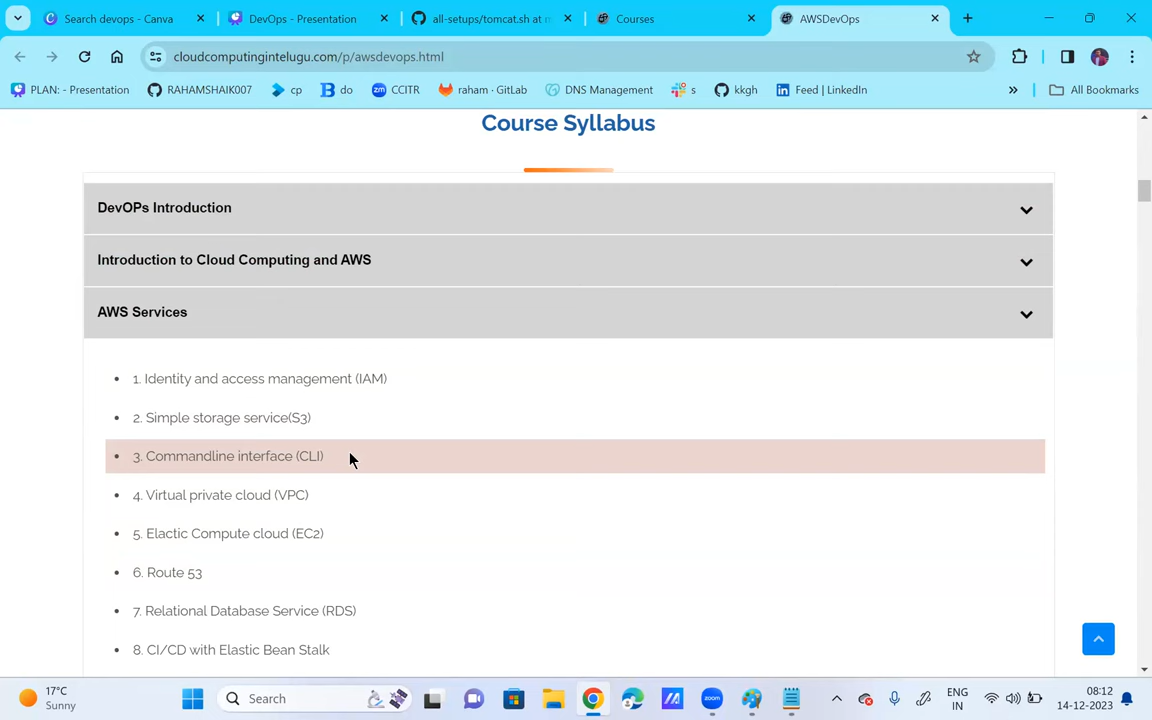 Search devops - Canva
DevOps - Presentation
all-setups/tomcat.sh at
Courses
AWSDevOps
cloudcomputingintelugu.com/p/awsdevops.html
PLAN: - Presentation
RAHAMSHAIK007
cp
do
zm CCITR
raham · GitLab
DNS Management
s
kkgh
Feed | LinkedIn
All Bookmarks
Course Syllabus
DevOPs Introduction
Introduction to Cloud Computing and AWS
AWS Services
• 1. Identity and access management (IAM)
• 2. Simple storage service(S3)
• 3. Commandline interface (CLI)
• 4. Virtual private cloud (VPC)
• 5. Elactic Compute cloud (EC2)
• 6. Route 53
• 7. Relational Database Service (RDS)
• 8. CI/CD with Elastic Bean Stalk
17°C
Sunny
Search
zoom
ENG
IN
08:12
14-12-2023